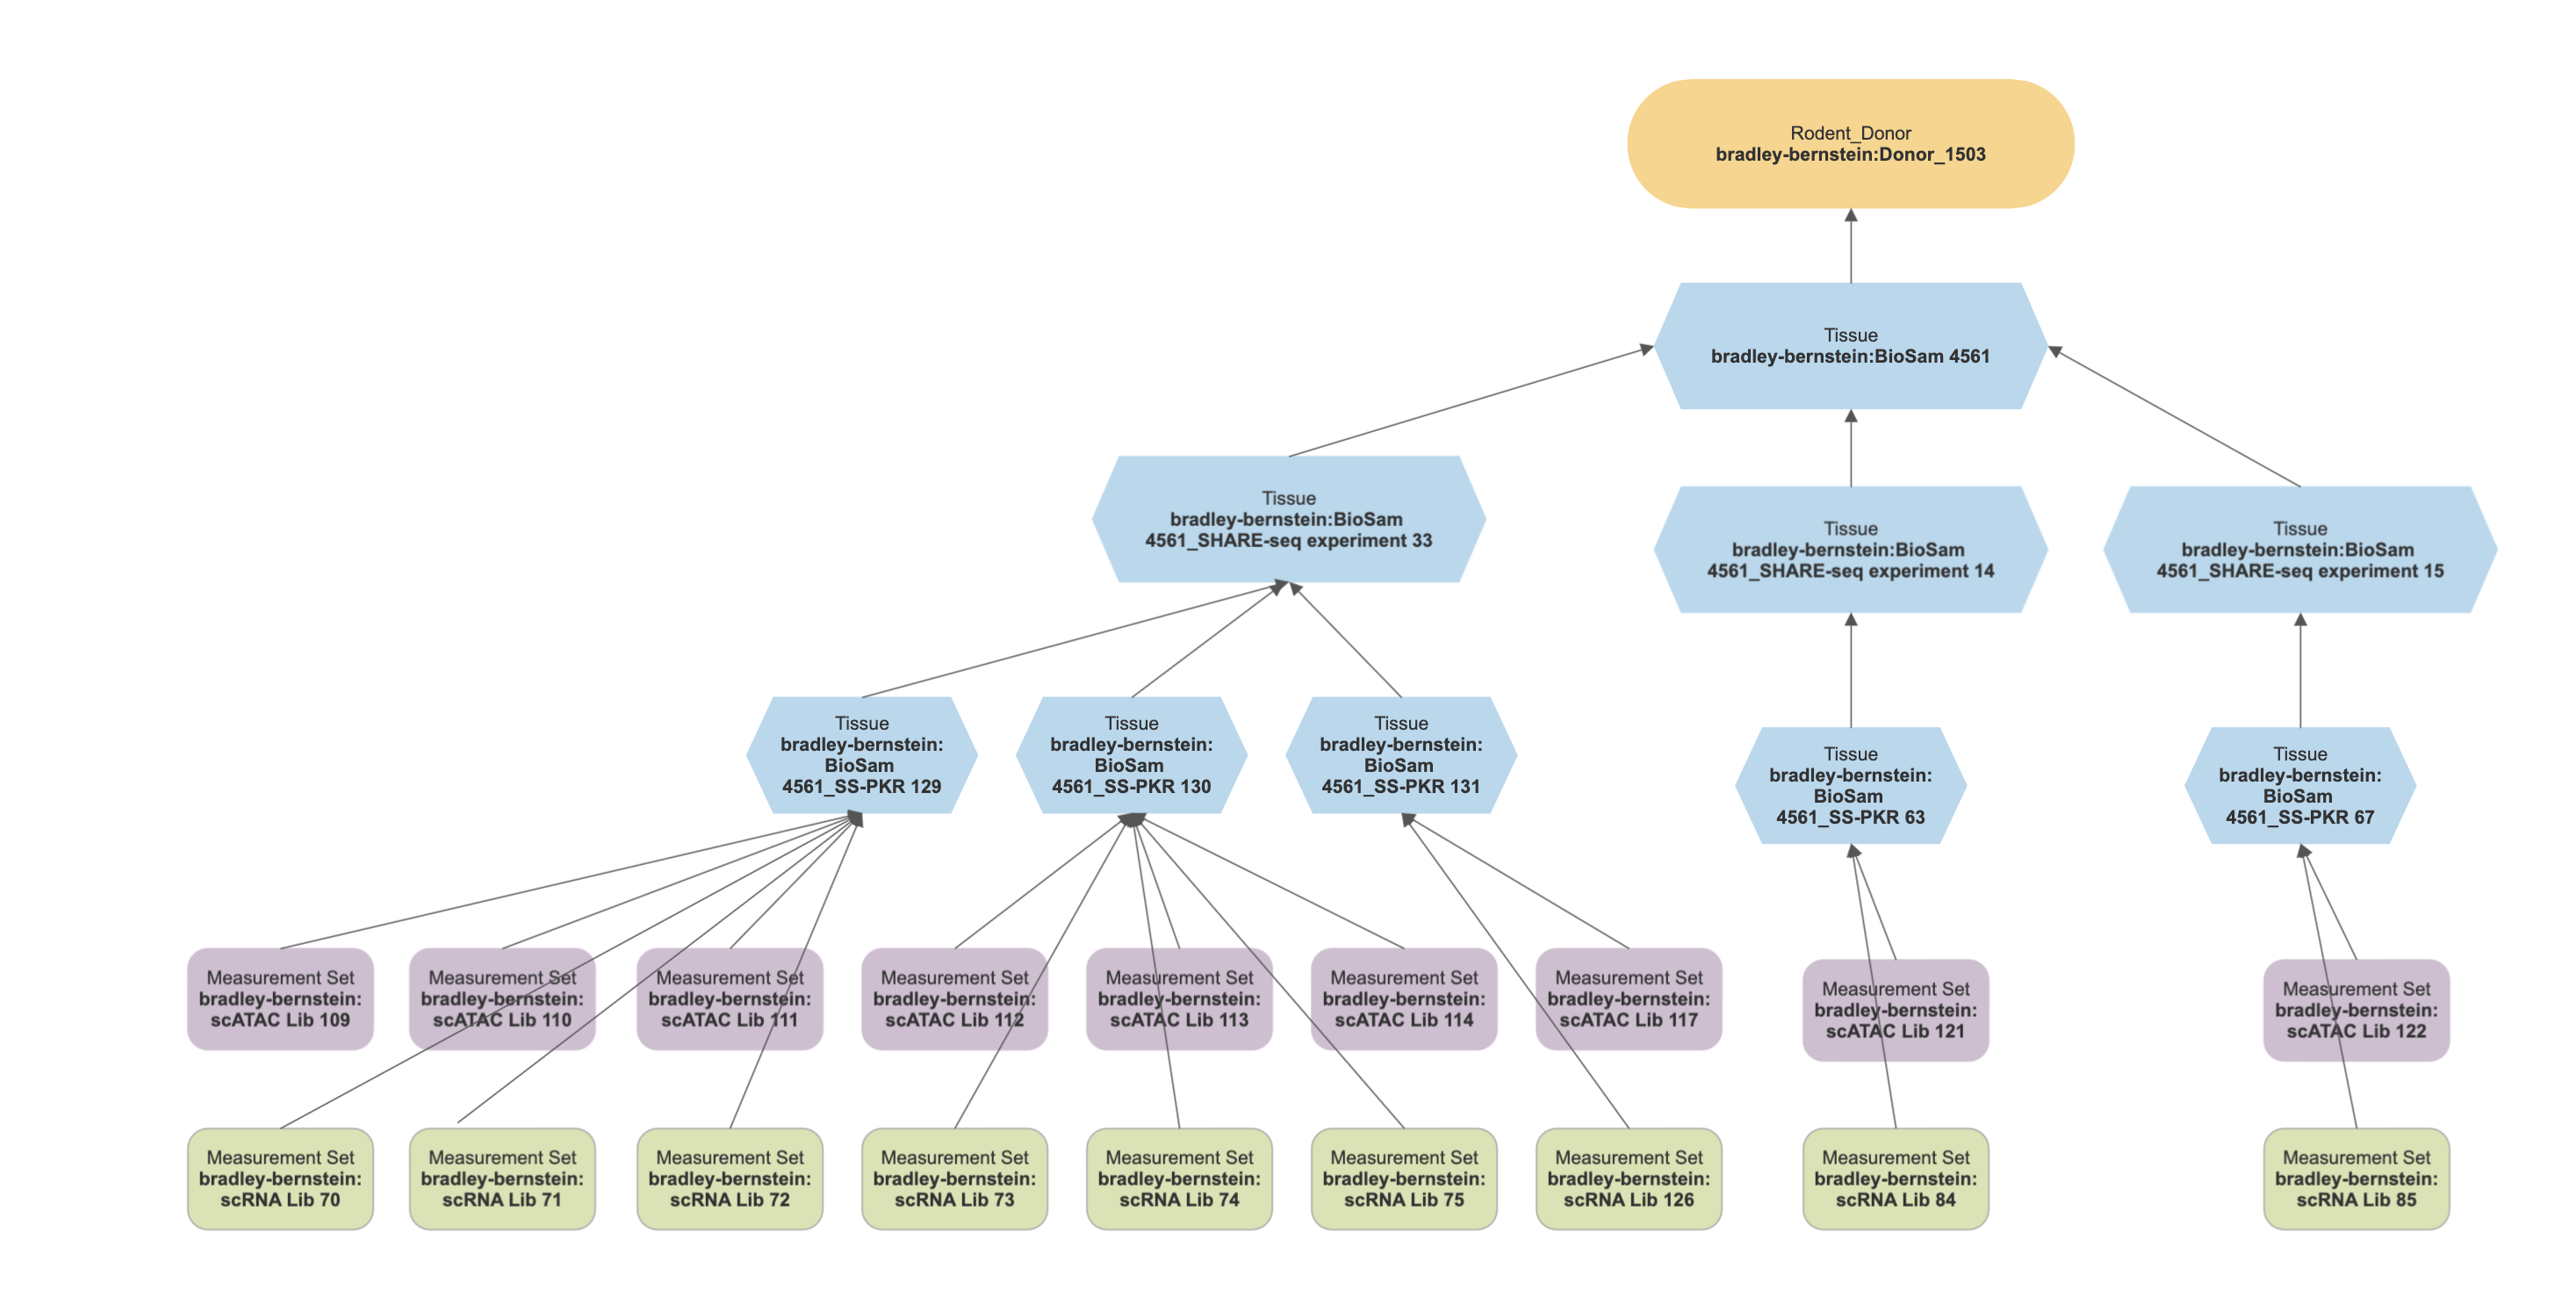 Rodent_Donor
bradley-bernstein:Donor_1503
Tissue
bradley-bernstein:BioSam 4561
Tissue
bradley-bernstein:BioSam
4561_SHARE-seq experiment 33
Tissue
bradley-bernstein:BioSam
4561_SHARE-seq experiment 14
Tissue
bradley-bernstein:BioSam
4561_SHARE-seq experiment 15
Tissue
bradley-bernstein:
BioSam
4561_SS-PKR 129
Tissue
bradley-bernstein:
BioSam
4561_SS-PKR 130
Tissue
bradley-bernstein:
BioSam
4561_SS-PKR 131
Tissue
bradley-bernstein:
BioSam
4561_SS-PKR 63
Tissue
bradley-bernstein:
BioSam
4561_SS-PKR 67
Measurement Set
bradley-bernstein:
scATAC Lib 109
Measurement Set
bradley-bernstein:
scATAC Lib 110
Measurement Set
bradley-bernstein:
scATAC Lib 111
Measurement Set
bradley-bernstein:
scATAC Lib 112
Measurement Set
bradley-bernstein:
scATAC Lib 113
Measurement Set
bradley-bernstein:
scATAC Lib 114
Measurement Set
bradley-bernstein:
scATAC Lib 117
Measurement Set
bradley-bernstein:
scATAC Lib 121
Measurement Set
bradley-bernstein:
scATAC Lib 122
Measurement Set
bradley-bernstein:
scRNA Lib 70
Measurement Set
bradley-bernstein:
scRNA Lib 71
Measurement Set
bradley-bernstein:
scRNA Lib 72
Measurement Set
bradley-bernstein:
scRNA Lib 73
Measurement Set
bradley-bernstein:
scRNA Lib 74
Measurement Set
bradley-bernstein:
scRNA Lib 75
Measurement Set
bradley-bernstein:
scRNA Lib 126
Measurement Set
bradley-bernstein:
scRNA Lib 84
Measurement Set
bradley-bernstein:
scRNA Lib 85